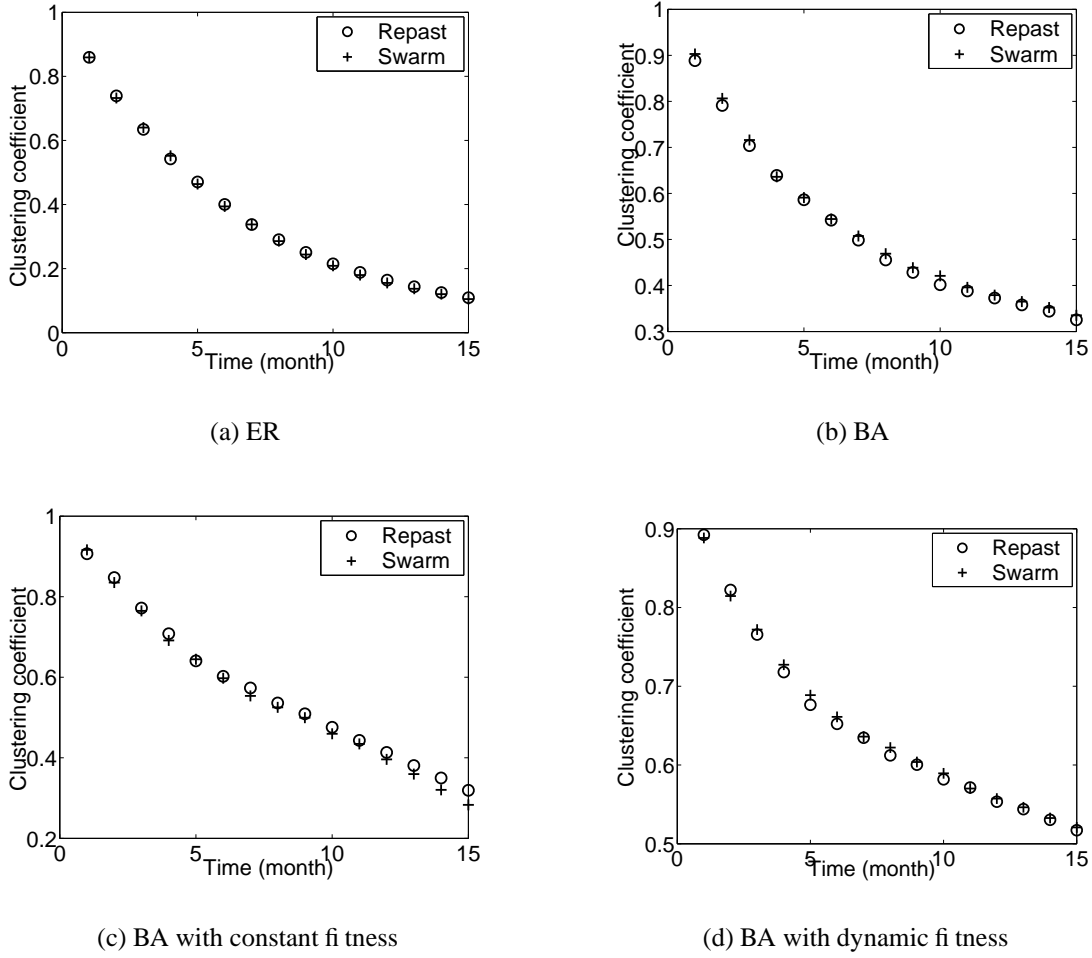 1
Repast
Swarm
0.8
0.6
0.4
0.2
0
Clustering coefficient
0 5 10 15
Time (month)
(a) ER
0.9
Repast
Swarm
0.8
0.7
0.6
0.5
0.4
0.3
Clustering coefficient
0 5 10 15
Time (month)
(b) BA
1
Repast
Swarm
0.8
0.6
0.4
0.2
Clustering coefficient
0 5 10 15
Time (month)
(c) BA with constant fi tness
0.9
Repast
Swarm
0.8
0.7
0.6
0.5
Clustering coefficient
0 5 10 15
Time (month)
(d) BA with dynamic fi tness